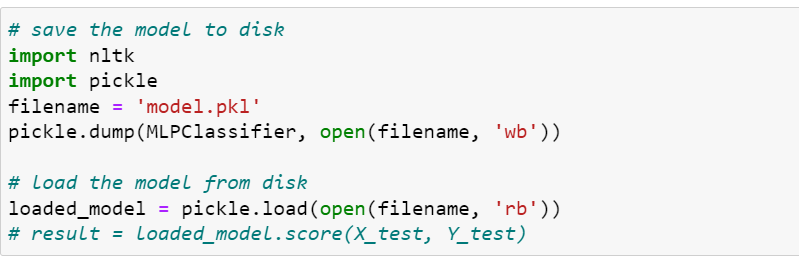 # save the model to disk
import nltk
import pickle
filename = 'model.pkl'
pickle.dump(MLPClassifier, open(filename, 'wb'))
# load the model from disk
loaded_model = pickle.load(open(filename, 'rb'))
# result = loaded_model.score(X_test, Y_test)